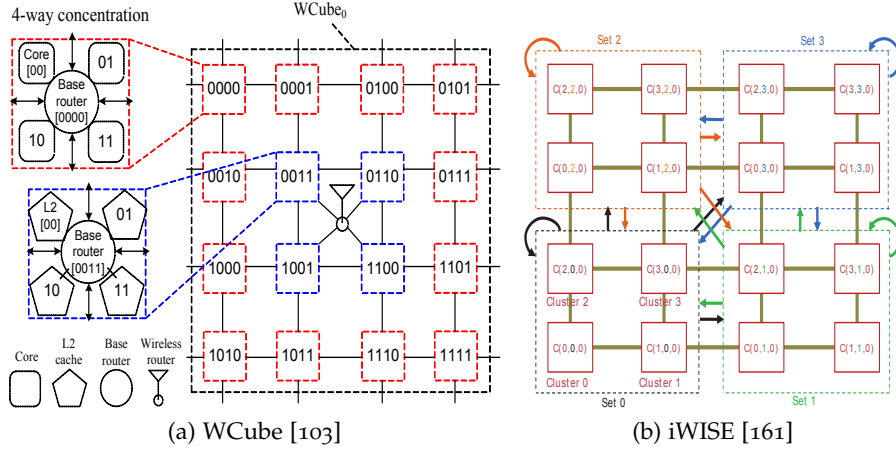 4-way concentration
WCube0
Core
[00]
01
Base
router
[0000]
10
11
L2
[00]
01
Base
router
[0011]
10
11
Core
L2
cache
Base
router
Wireless
router
0000 0001 0100 0101
0010 0011 0110 0111
1000 1001 1100 1101
1010 1011 1110 1111
(a) WCube [103]
Set 2
Set 3
C(2,2,0) C(3,2,0) C(2,3,0) C(3,3,0)
C(0,2,0) C(1,2,0) C(0,3,0) C(1,3,0)
C(2,0,0) C(3,0,0) C(2,1,0) C(3,1,0)
Cluster 2 Cluster 3
C(0,0,0) C(1,0,0) C(0,1,0) C(1,1,0)
Cluster 0 Cluster 1
Set 0
Set 1
(b) iWISE [161]